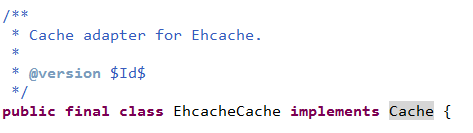 /**
 * Cache adapter for Ehcache.
 *
 * @version $Id$
 */
public final class EhcacheCache implements Cache {